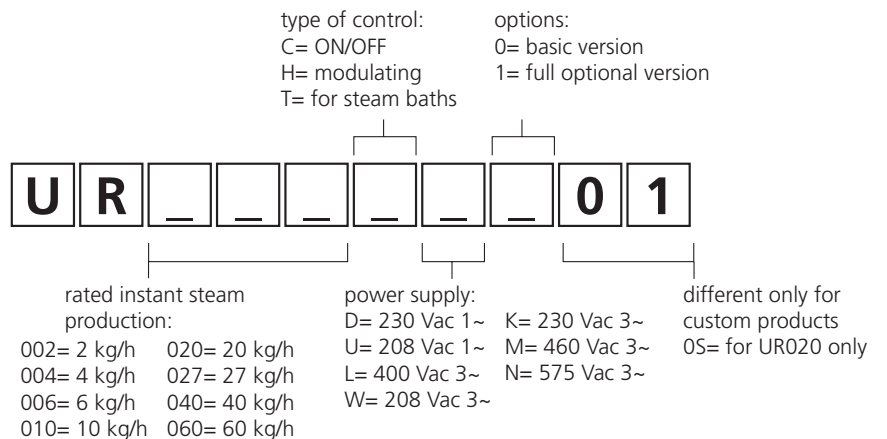 type of control:
C= ON/OFF
H= modulating
T= for steam baths
options:
0= basic version
1= full optional version
U R _ _ _ _ _ _ 0 1
rated instant steam
production:
002= 2 kg/h 020= 20 kg/h
004= 4 kg/h 027= 27 kg/h
006= 6 kg/h 040= 40 kg/h
010= 10 kg/h 060= 60 kg/h
power supply:
D= 230 Vac 1~ K= 230 Vac 3~
U= 208 Vac 1~ M= 460 Vac 3~
L= 400 Vac 3~ N= 575 Vac 3~
W= 208 Vac 3~
different only for
custom products
0S= for UR020 only